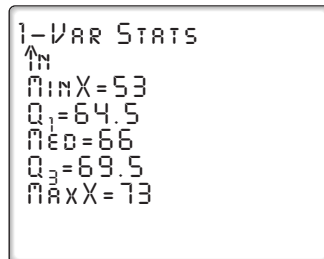 1-Var Stats
↑n
MinX=53
Q₁=64.5
Med=66
Q₃=69.5
MaxX=73